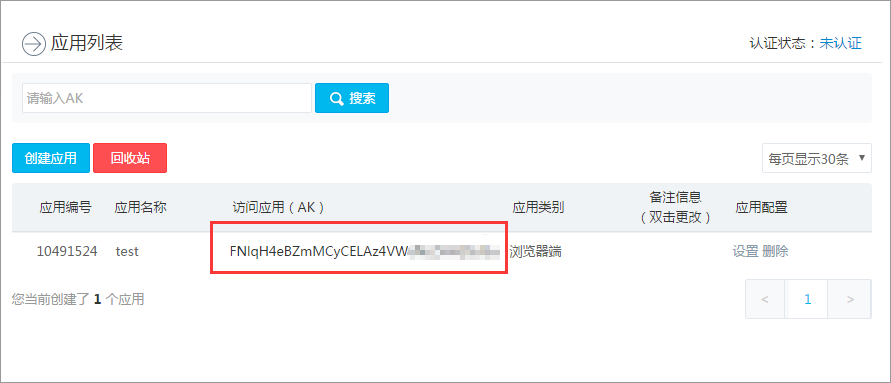 应用列表
认证状态：未认证
请输入AK
搜索
创建应用 回收站
每页显示30条
应用编号 应用名称 访问应用（AK） 应用类别 备注信息（双击更改） 应用配置
10491524 test FNIqH4eBZmMCyCELAz4VW 浏览器端 设置 删除
您当前创建了 1 个应用
< 1 >